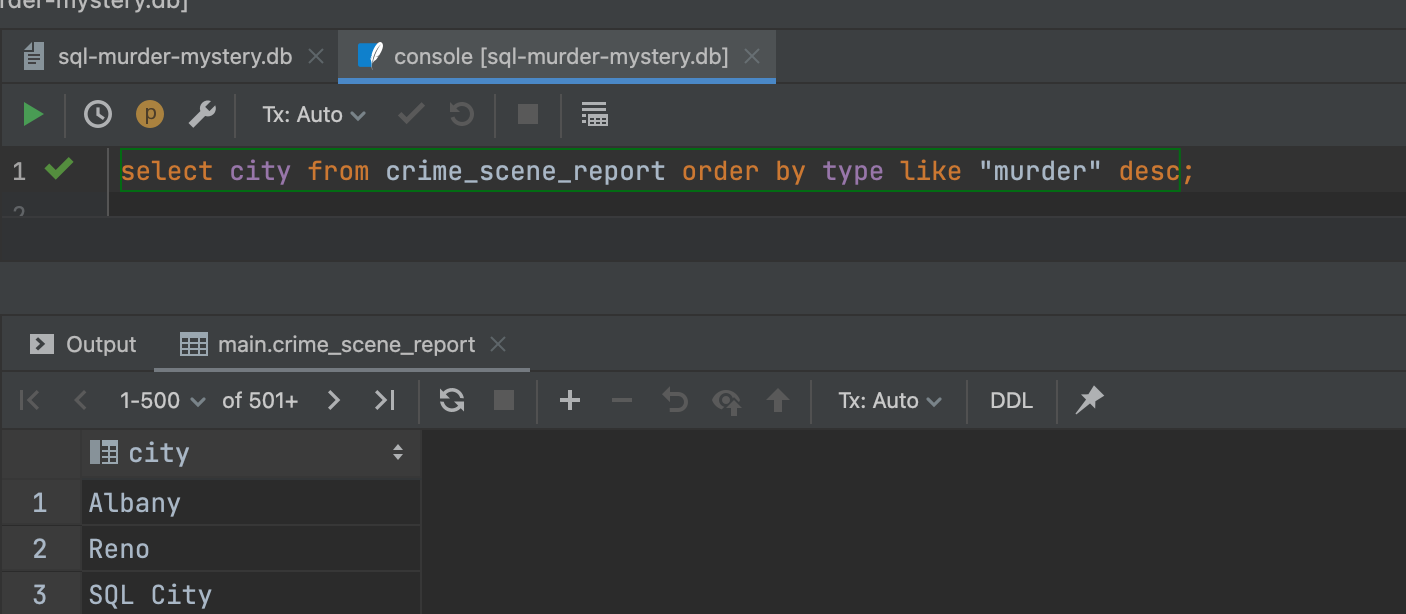 rder-mystery.db]
sql-murder-mystery.db console [sql-murder-mystery.db]
p Tx: Auto
1 select city from crime_scene_report order by type like "murder" desc;
2
Output main.crime_scene_report
1-500 of 501+ Tx: Auto DDL
city
1 Albany
2 Reno
3 SQL City